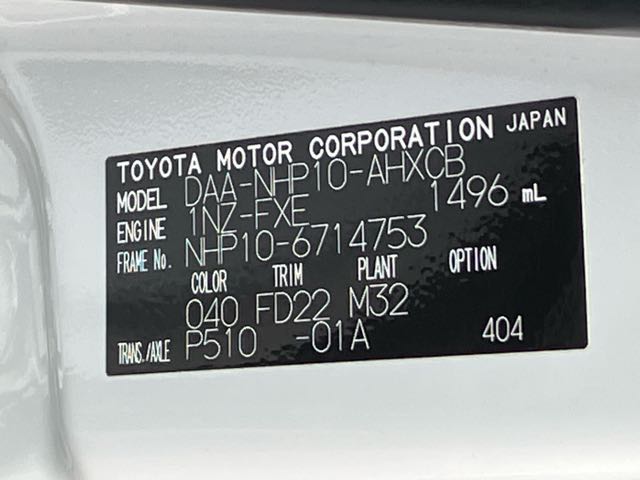 TOYOTA MOTOR CORPORATION JAPAN
MODEL DAA-NHP10-AHXCB
ENGINE 1NZ-FXE 1496 mL
FRAME No. NHP10-6714753
COLOR TRIM PLANT OPTION
040 FD22 M32
TRANS./AXLE P510 -01A 404